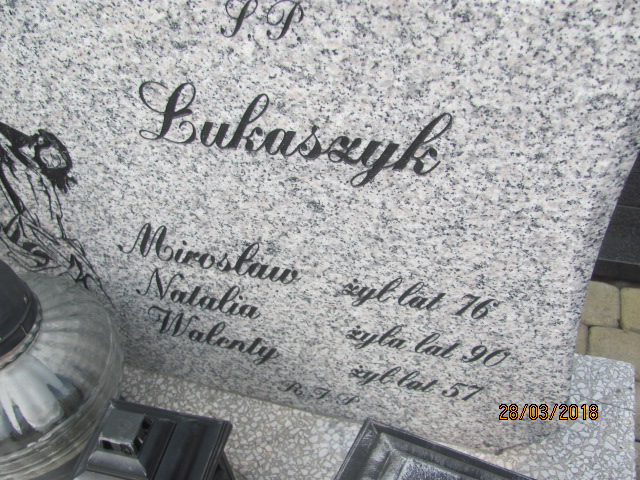 Ś P
Łukaszyk
Mirosław żył lat 76
Natalia żyła lat 90
Walenty żył lat 57
R. I. P.
28/03/2018